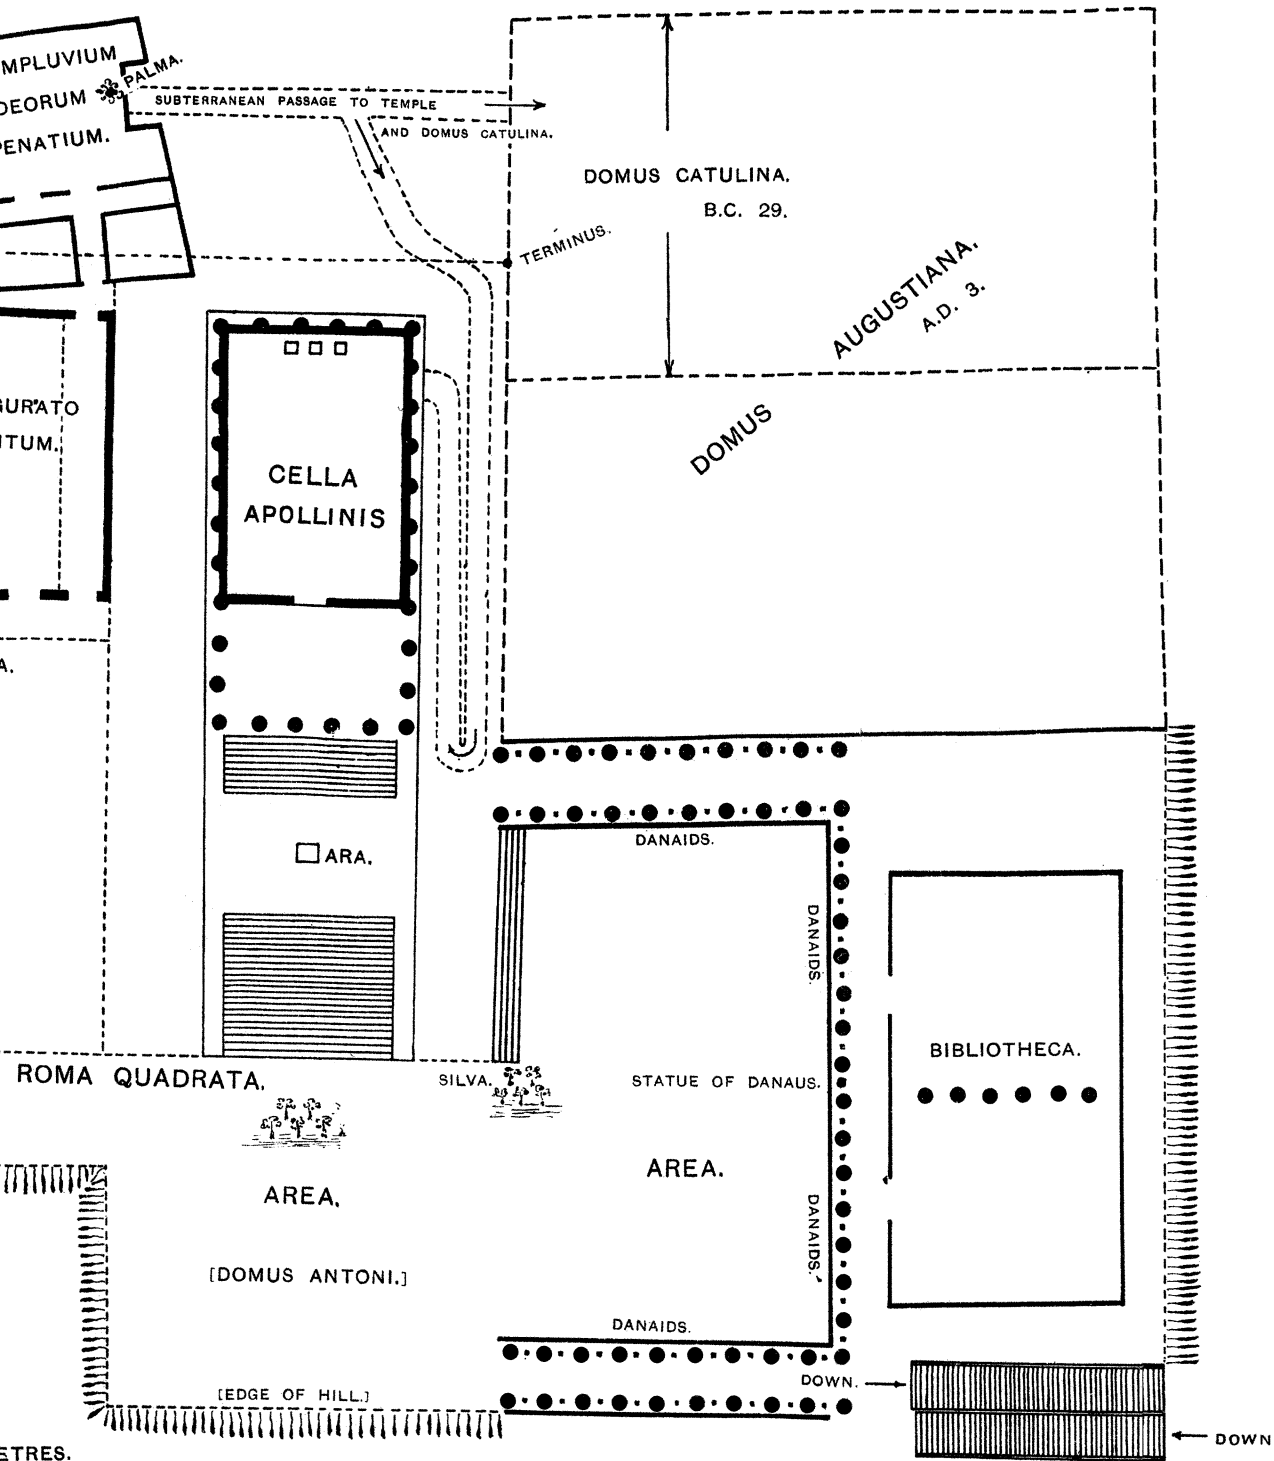 MPLUVIUM
DEORUM
PENATIUM.
PALMA.
SUBTERRANEAN PASSAGE TO TEMPLE
AND DOMUS CATULINA.
DOMUS CATULINA.
B.C. 29.
TERMINUS.
AUGUSTIANA.
A.D. 3.
DOMUS
GURATO
ITUM.
CELLA
APOLLINIS
A.
ARA.
DANAIDS.
DANAIDS.
BIBLIOTHECA.
ROMA QUADRATA.
SILVA.
STATUE OF DANAUS.
AREA.
AREA.
DANAIDS.
[DOMUS ANTONI.]
DANAIDS.
DOWN.
[EDGE OF HILL.]
DOWN
ETRES.